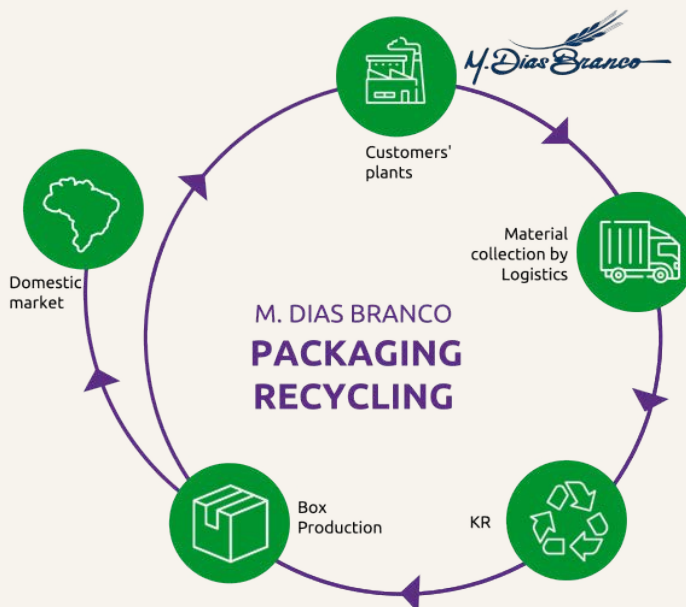 M. Dias Branco
Customers'
plants
Material
collection by
Logistics
Domestic
market
M. DIAS BRANCO
PACKAGING
RECYCLING
Box
Production
KR